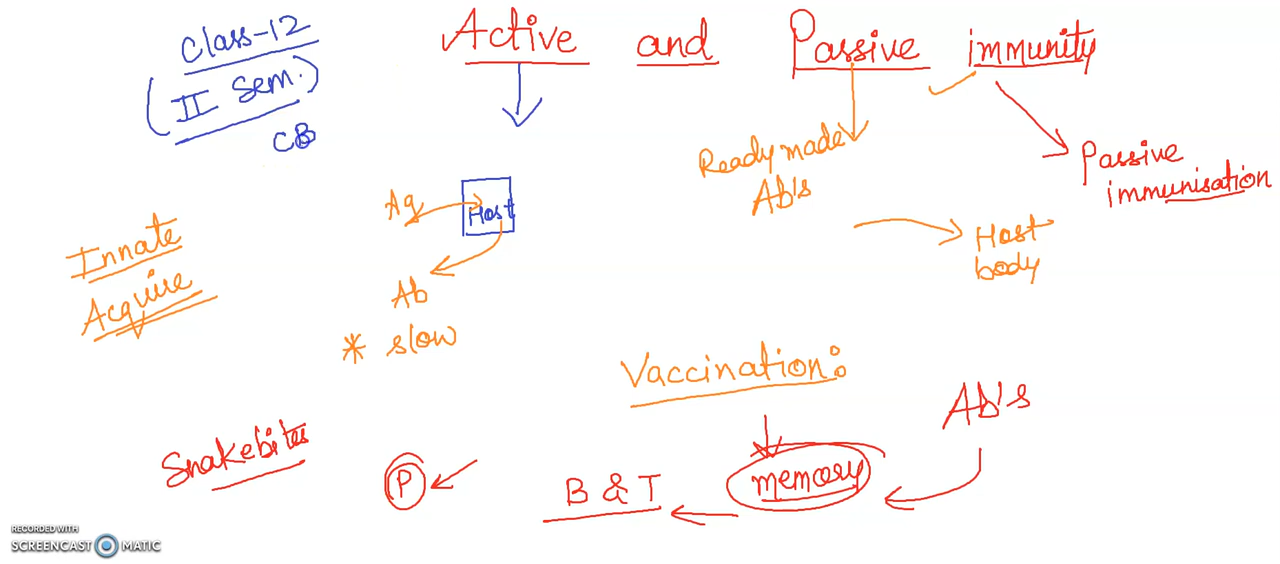 Class-12
(II Sem.)
CB
Active and Passive immunity
Ready made
Ab's
Passive
immunisation
Ag
Host
Host
body
Innate
Acquire
Ab
* slow
Vaccination:
Ab's
Snakebites
P
B & T
memory
RECORDED WITH
SCREENCAST MATIC